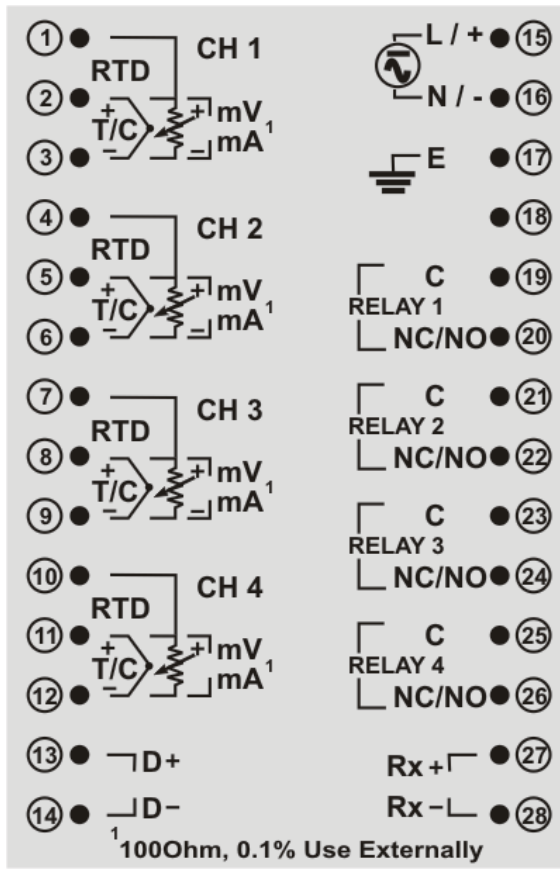 1
CH 1
RTD
2
+
T/C
+ mV
mA¹
3
−
−
4
CH 2
RTD
5
+
T/C
+ mV
mA¹
6
−
−
7
CH 3
RTD
8
+
T/C
+ mV
mA¹
9
−
−
10
CH 4
RTD
11
+
T/C
+ mV
mA¹
12
−
13
D+
14
D−
L / + 15
N / - 16
E 17
18
C 19
RELAY 1
NC/NO 20
C 21
RELAY 2
NC/NO 22
C 23
RELAY 3
NC/NO 24
C 25
RELAY 4
NC/NO 26
Rx + 27
Rx − 28
¹100Ohm, 0.1% Use Externally